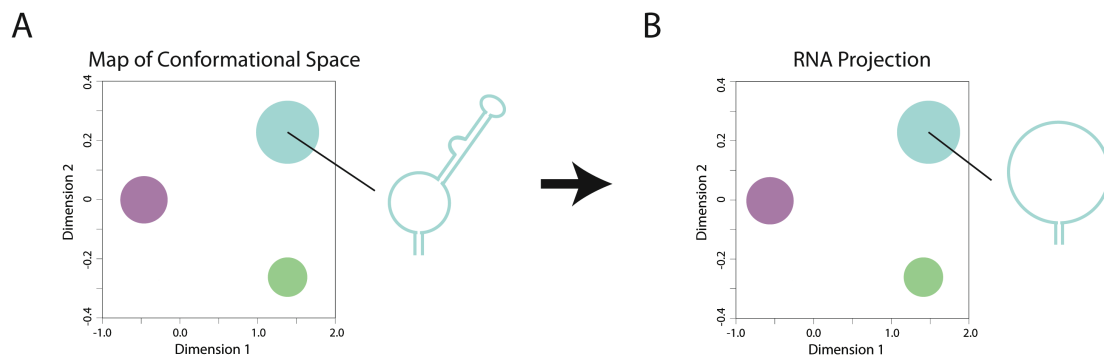 A
Map of Conformational Space
0.4
0.2
0
-0.2
-0.4
Dimension 2
-1.0 0.0 1.0 2.0
Dimension 1
B
RNA Projection
0.4
0.2
0
-0.2
-0.4
Dimension 2
-1.0 0.0 1.0 2.0
Dimension 1